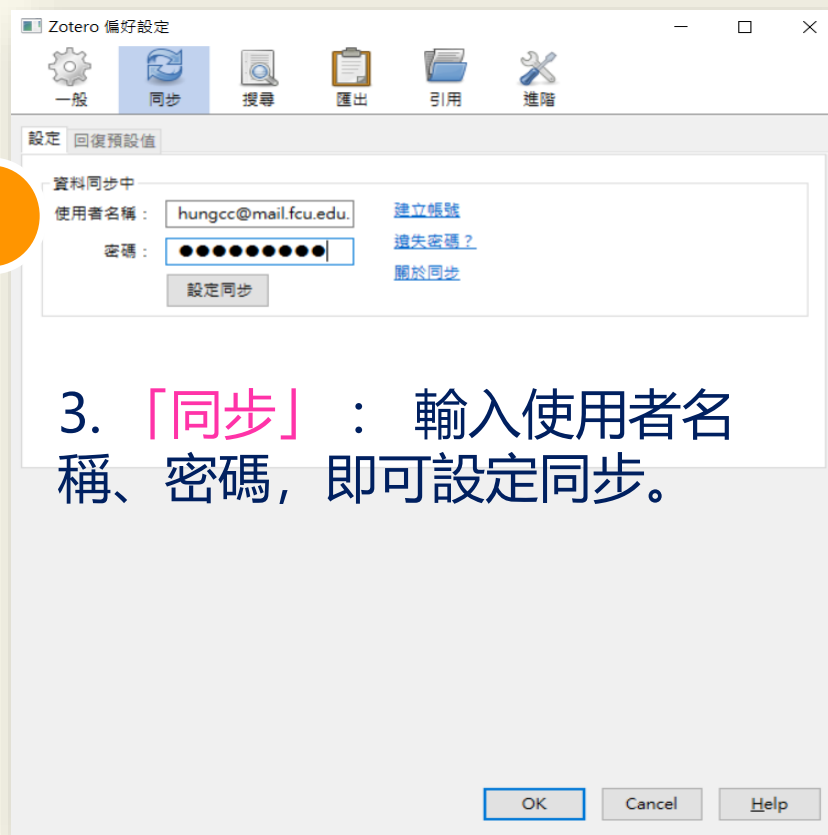 Zotero 偏好設定
一般 同步 搜尋 匯出 引用 進階
設定 回復預設值
資料同步中
使用者名稱： hungcc@mail.fcu.edu. 建立帳號
密碼： ●●●●●●●●● 遺失密碼？
設定同步 關於同步
3. 「同步」 ： 輸入使用者名
稱、密碼，即可設定同步。
OK Cancel Help